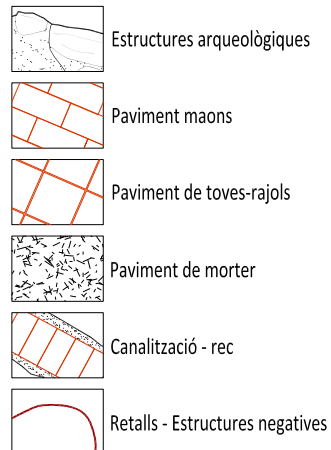 Estructures arqueològiques
Paviment maons
Paviment de toves-rajols
Paviment de morter
Canalització - rec
Retalls - Estructures negatives